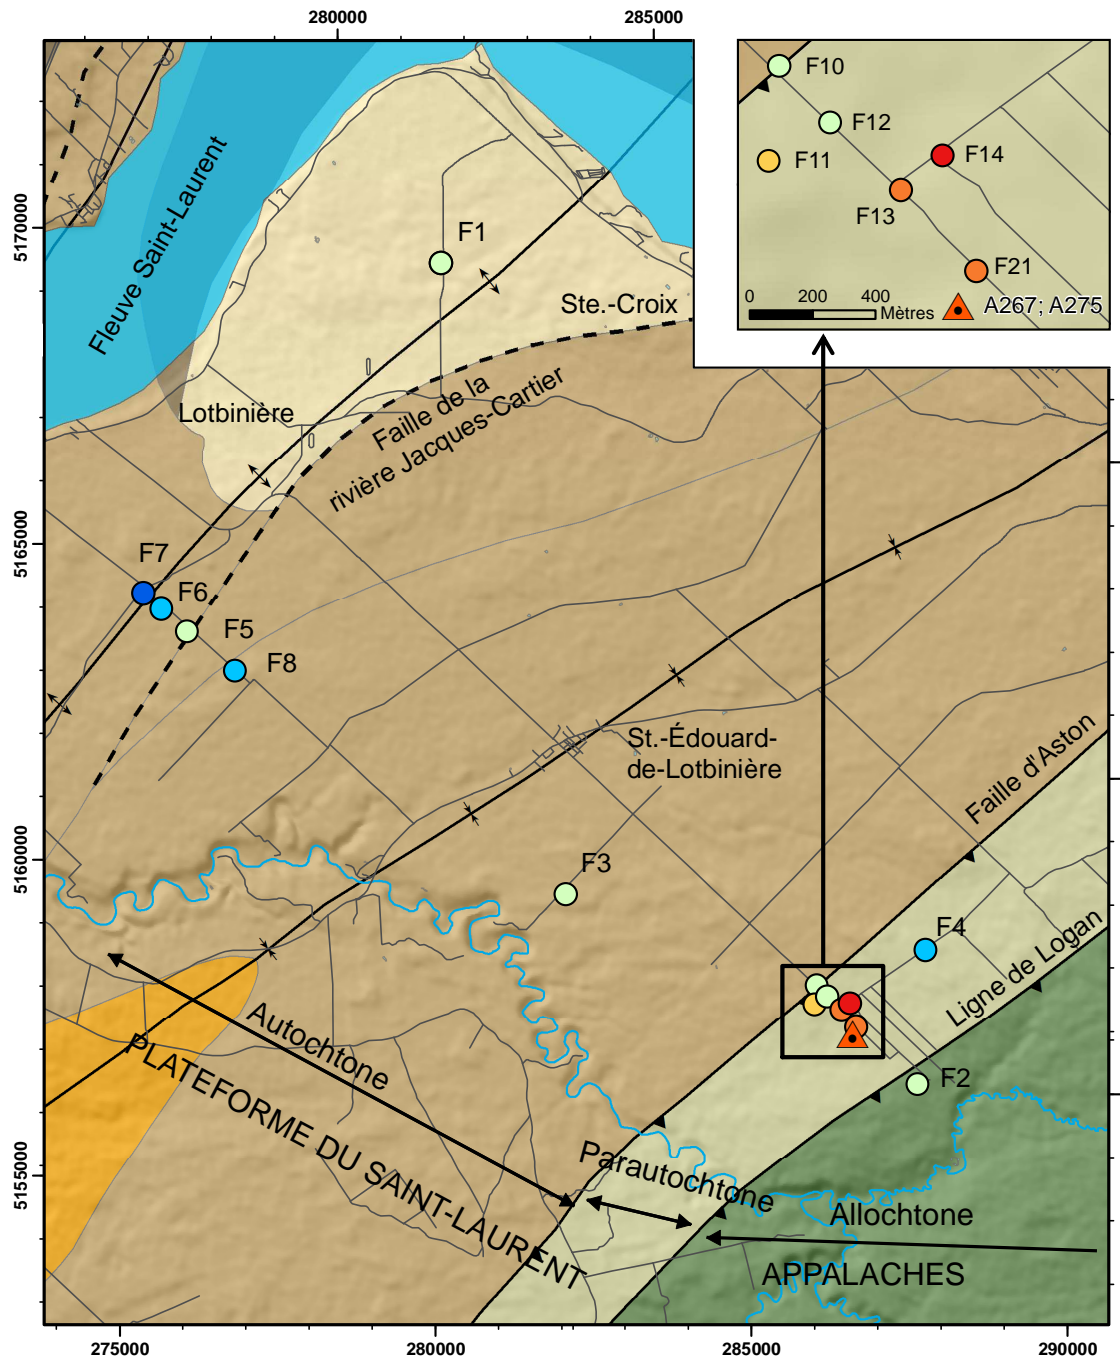 280000
285000
F10
F12
F11
F14
F13
F21
0
200
400
Mètres
A267; A275
5170000
Fleuve Saint-Laurent
F1
Ste.-Croix
Lotbinière
Faille de la
rivière Jacques-Cartier
5165000
F7
F6
F5
F8
St.-Édouard-
de-Lotbinière
Faille d'Aston
5160000
F3
F4
Ligne de Logan
Autochtone
PLATEFORME DU SAINT-LAURENT
F2
5155000
Parautochtone
Allochtone
APPALACHES
275000
280000
285000
290000